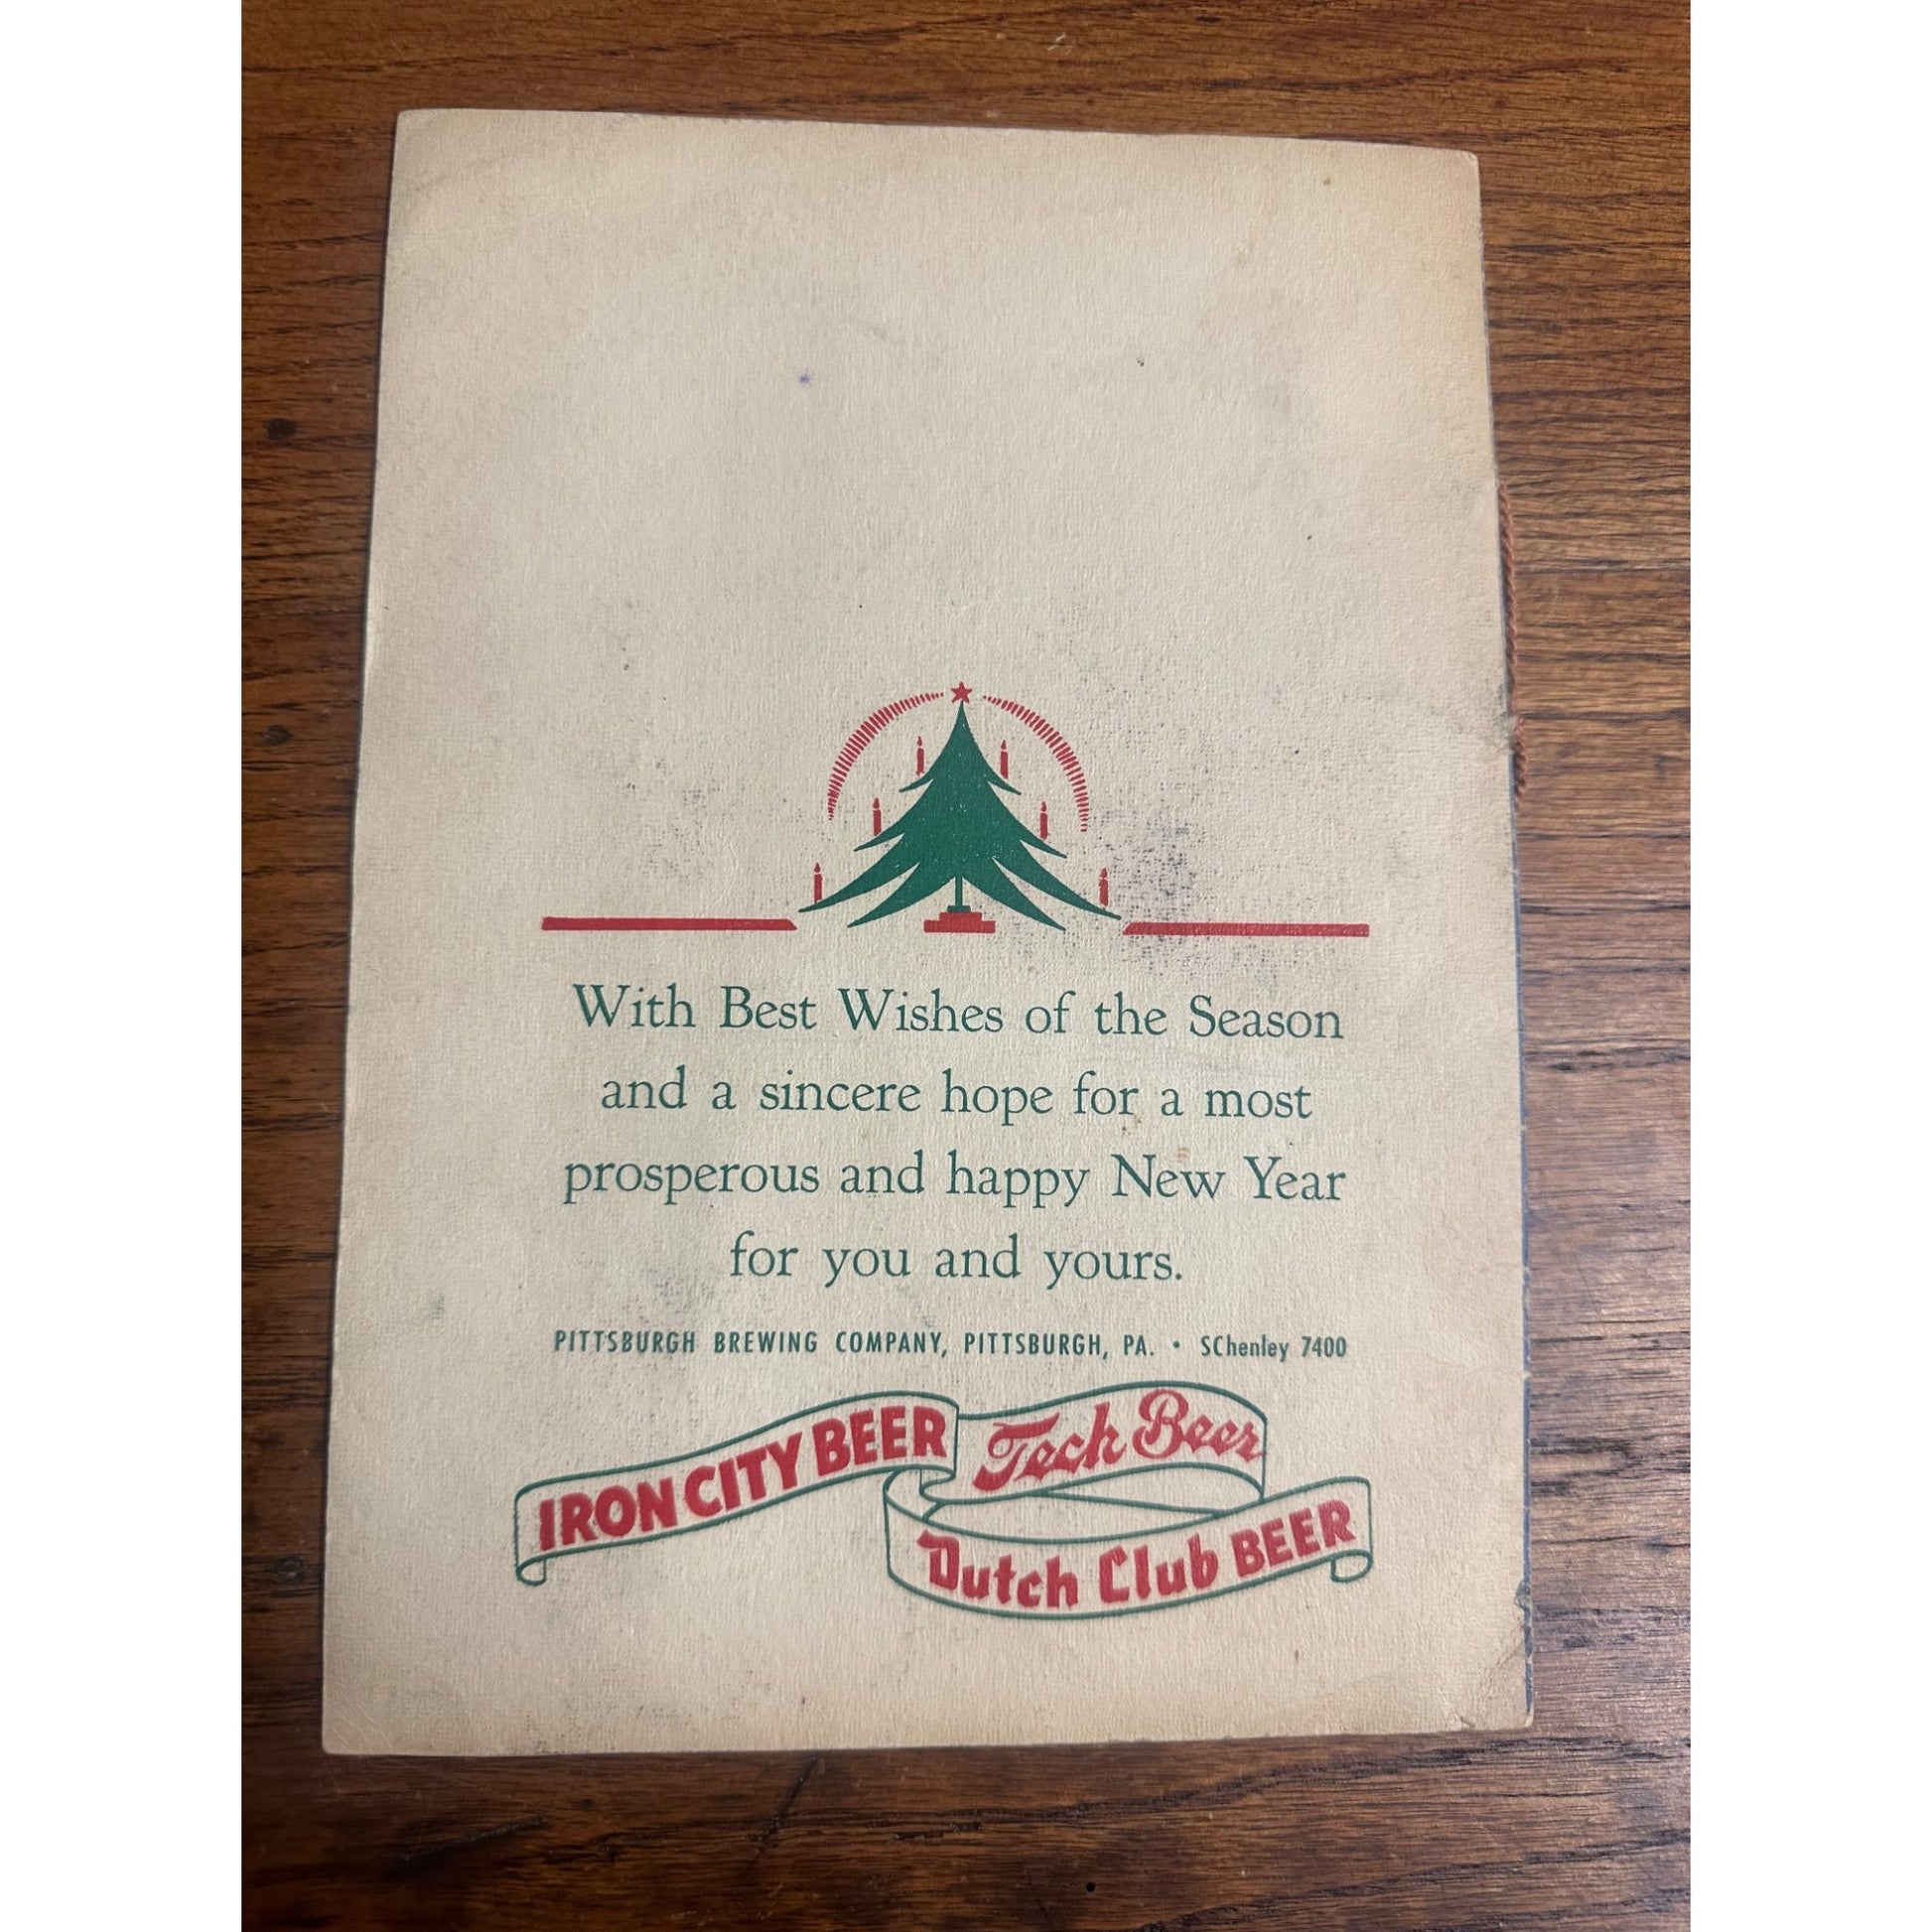 With Best Wishes of the Season
and a sincere hope for a most
prosperous and happy New Year
for you and yours.
PITTSBURGH BREWING COMPANY, PITTSBURGH, PA. • SChenley 7400
IRON CITY BEER
Tech Beer
Dutch Club BEER